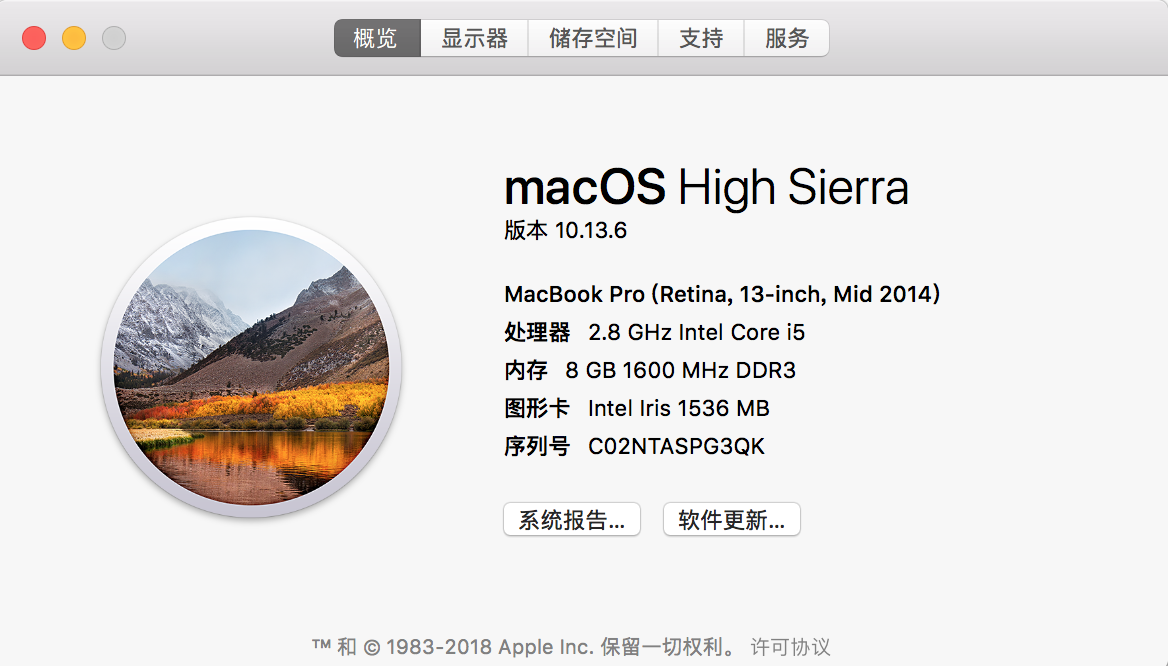 概览 显示器 储存空间 支持 服务
macOS High Sierra
版本 10.13.6
MacBook Pro (Retina, 13-inch, Mid 2014)
处理器 2.8 GHz Intel Core i5
内存 8 GB 1600 MHz DDR3
图形卡 Intel Iris 1536 MB
序列号 C02NTASPG3QK
系统报告... 软件更新...
™ 和 © 1983-2018 Apple Inc. 保留一切权利。 许可协议